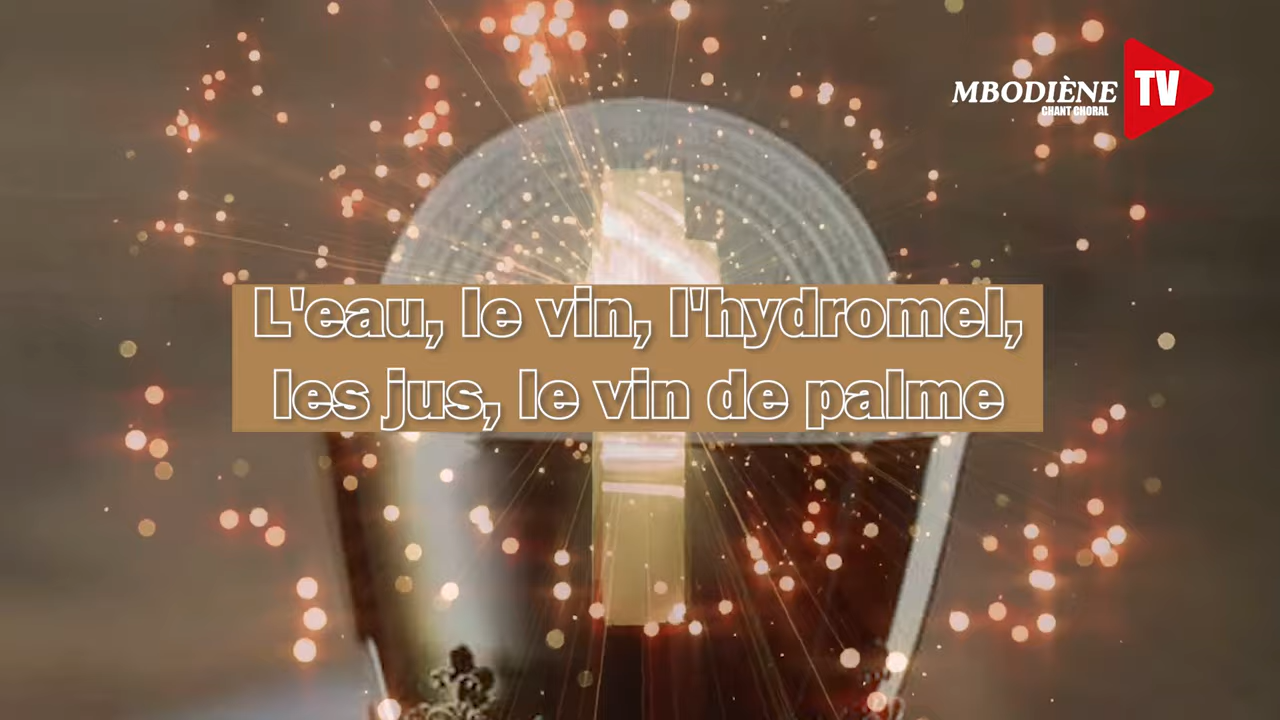 MBODIÈNE TV
CHANT CHORAL
L'eau, le vin, l'hydromel,
les jus, le vin de palme